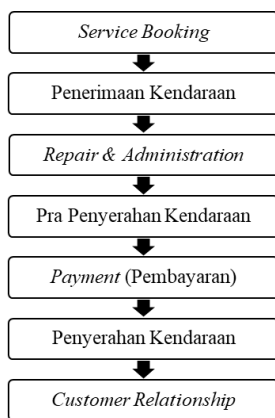 Service Booking
Penerimaan Kendaraan
Repair & Administration
Pra Penyerahan Kendaraan
Payment (Pembayaran)
Penyerahan Kendaraan
Customer Relationship